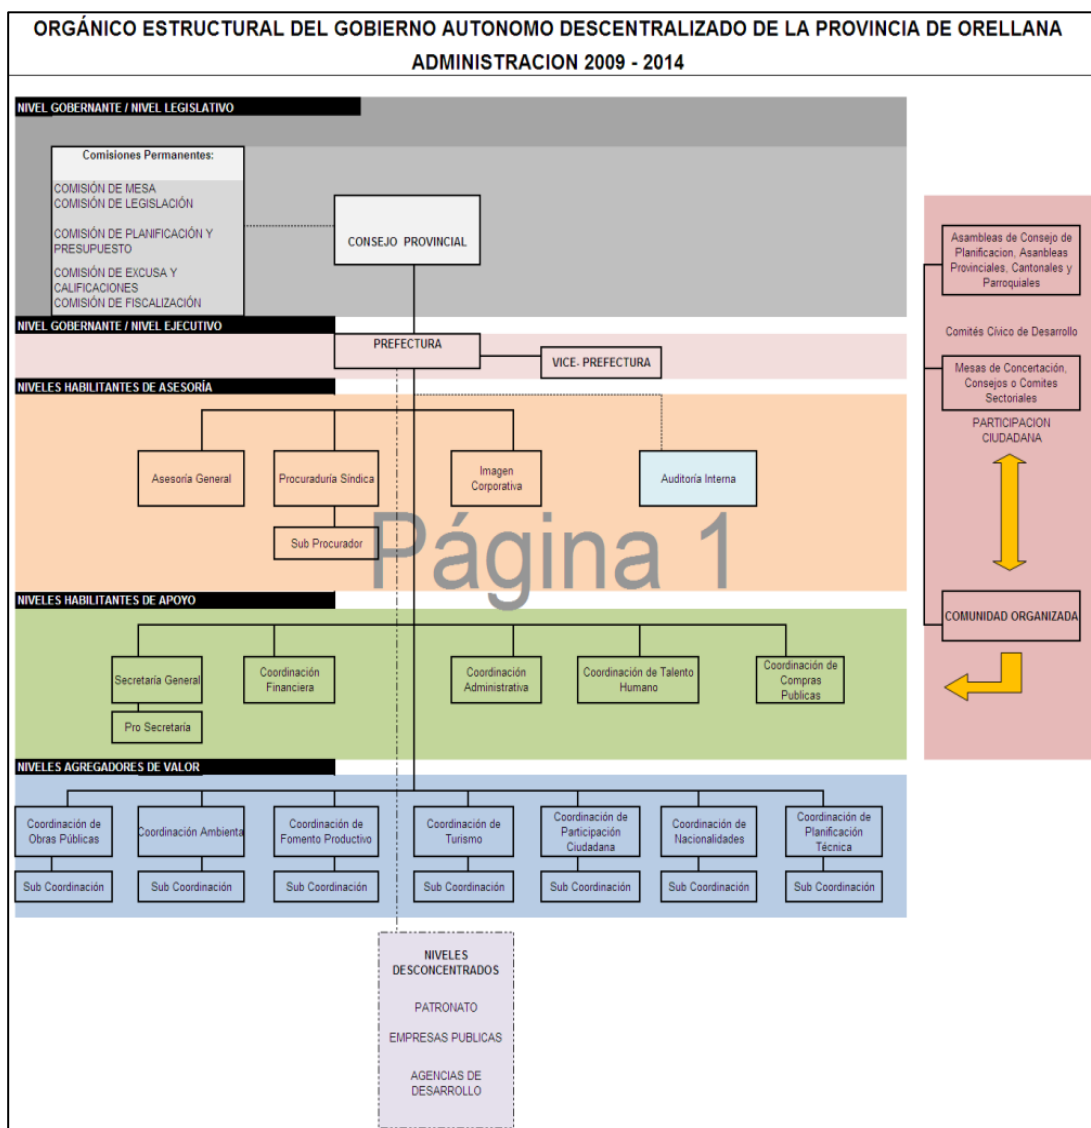 ORGÁNICO ESTRUCTURAL DEL GOBIERNO AUTONOMO DESCENTRALIZADO DE LA PROVINCIA DE ORELLANA
ADMINISTRACION 2009 - 2014
NIVEL GOBERNANTE / NIVEL LEGISLATIVO
Comisiones Permanentes:
COMISIÓN DE MESA
COMISIÓN DE LEGISLACIÓN
COMISIÓN DE PLANIFICACIÓN Y
PRESUPUESTO
COMISIÓN DE EXCUSA Y
CALIFICACIONES
COMISIÓN DE FISCALIZACIÓN
CONSEJO PROVINCIAL
NIVEL GOBERNANTE / NIVEL EJECUTIVO
PREFECTURA
VICE- PREFECTURA
NIVELES HABILITANTES DE ASESORÍA
Asesoría General
Procuraduría Síndica
Imagen
Corporativa
Auditoría Interna
Sub Procurador
Página 1
NIVELES HABILITANTES DE APOYO
Secretaría General
Coordinación
Financiera
Coordinación
Administrativa
Coordinación de Talento
Humano
Coordinación de
Compras
Publicas
Pro Secretaría
NIVELES AGREGADORES DE VALOR
Coordinación de
Obras Públicas
Coordinación Ambienta
Coordinación de
Fomento Productivo
Coordinación de
Turismo
Coordinación de
Participación
Ciudadana
Coordinación de
Nacionalidades
Coordinación de
Planificación
Técnica
Sub Coordinación
Sub Coordinación
Sub Coordinación
Sub Coordinación
Sub Coordinación
Sub Coordinación
Sub Coordinación
NIVELES
DESCONCENTRADOS
PATRONATO
EMPRESAS PUBLICAS
AGENCIAS DE
DESARROLLO
Asambleas de Consejo de
Planificacion, Asanbleas
Provinciales, Cantonales y
Parroquiales
Comités Cívico de Desarrollo
Mesas de Concertación,
Consejos o Comites
Sectoriales
PARTICIPACION
CIUDADANA
COMUNIDAD ORGANIZADA